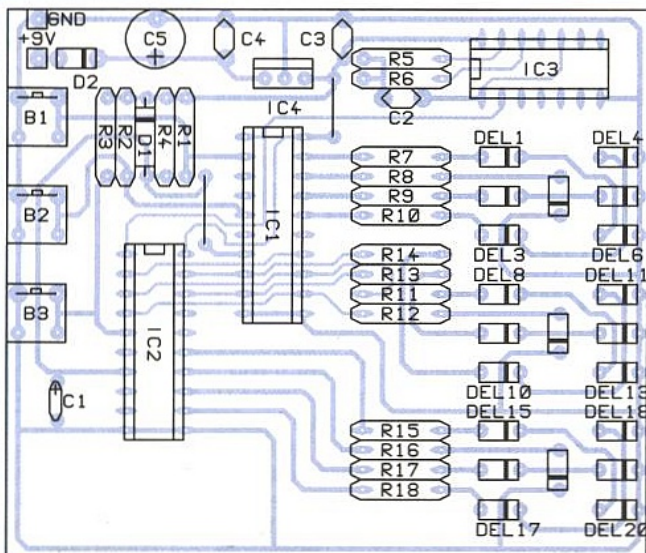 GND
+9V
D2
C5
C4
C3
R5
R6
IC3
C2
IC4
B1
R3
R2
D1
R4
R1
B2
B3
C1
IC2
IC1
R7
R8
R9
R10
DEL1
DEL4
DEL3
DEL6
R14
R13
R11
R12
DEL8
DEL11
DEL10
DEL13
DEL15
DEL18
R15
R16
R17
R18
DEL17
DEL20